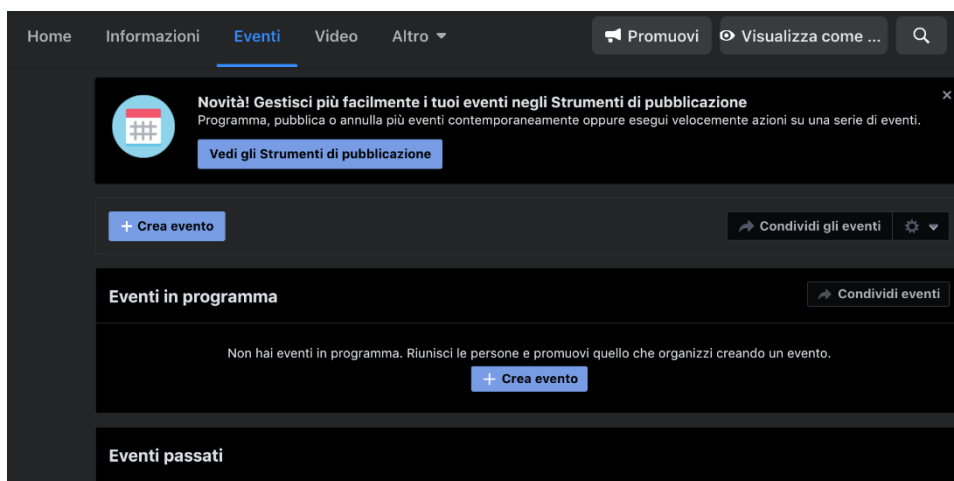 Home Informazioni Eventi Video Altro Promuovi Visualizza come ...
Novità! Gestisci più facilmente i tuoi eventi negli Strumenti di pubblicazione
Programma, pubblica o annulla più eventi contemporaneamente oppure esegui velocemente azioni su una serie di eventi.
Vedi gli Strumenti di pubblicazione
+ Crea evento Condividi gli eventi
Eventi in programma Condividi eventi
Non hai eventi in programma. Riunisci le persone e promuovi quello che organizzi creando un evento.
+ Crea evento
Eventi passati